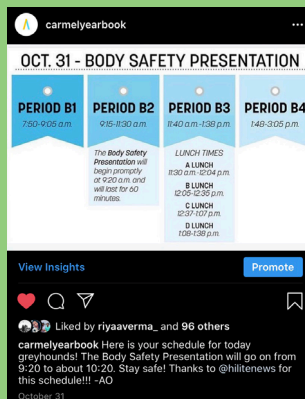 carmelyearbook
OCT. 31 - BODY SAFETY PRESENTATION
PERIOD B1
7:50-9:05 a.m.
PERIOD B2
9:15-11:30 a.m.
The Body Safety
Presentation will
begin promptly
at 9:20 a.m. and
will last for 60
minutes.
PERIOD B3
11:40 a.m.-1:38 p.m.
LUNCH TIMES
A LUNCH
11:30 a.m.-12:04 p.m.
B LUNCH
12:05-12:35 p.m.
C LUNCH
12:37-1:07 p.m.
D LUNCH
1:08-1:38 p.m.
PERIOD B4
1:48-3:05 p.m.
View Insights
Promote
Liked by riyaaverma_ and 96 others
carmelyearbook Here is your schedule for today
greyhounds! The Body Safety Presentation will go on from
9:20 to about 10:20. Stay safe! Thanks to @hilitenews for
this schedule!!! -AO
October 31